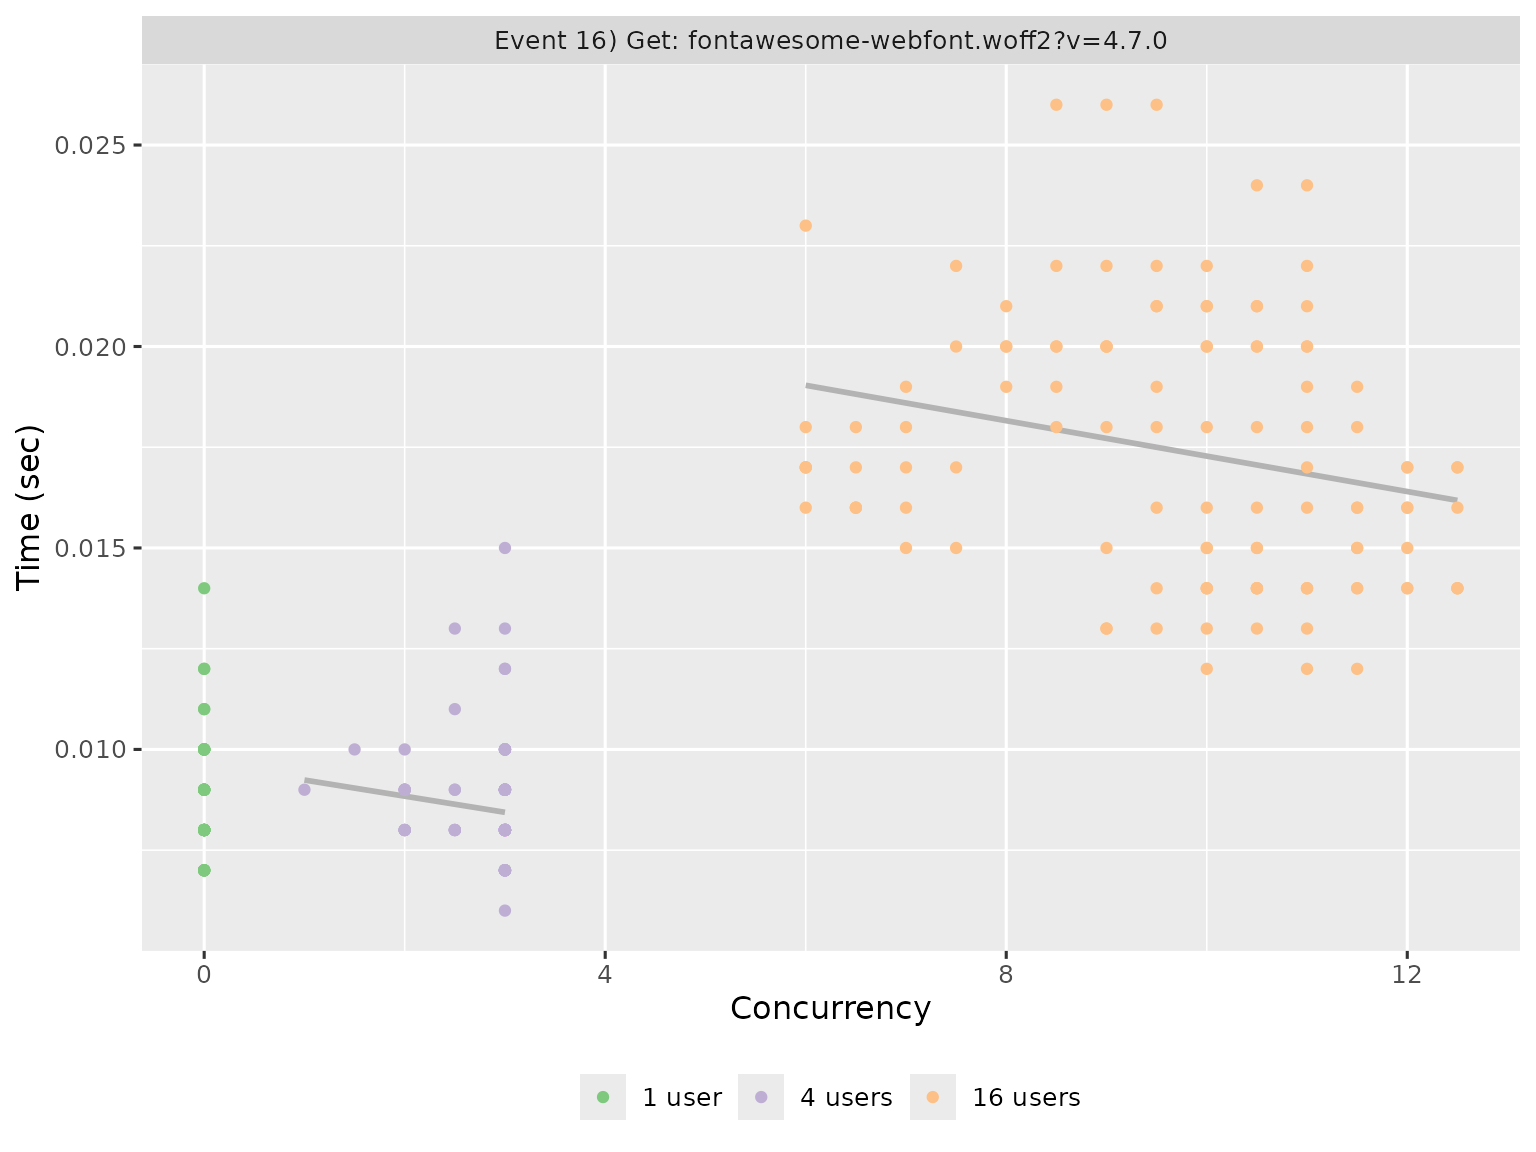 Event 16) Get: fontawesome-webfont.woff2?v=4.7.0
0.025
0.020
0.015
0.010
Time (sec)
0 4 8 12
Concurrency
1 user 4 users 16 users